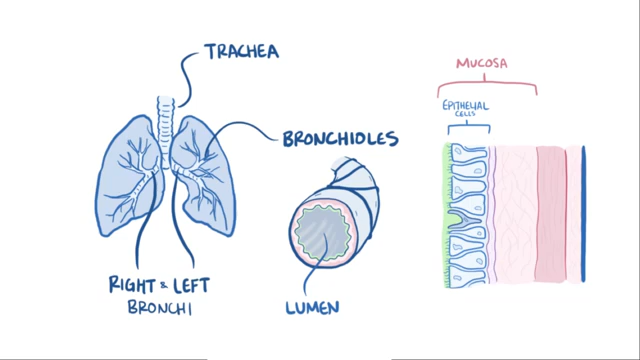 TRACHEA
MUCOSA
EPITHELIAL
CELLS
BRONCHIOLES
RIGHT & LEFT
BRONCHI
LUMEN